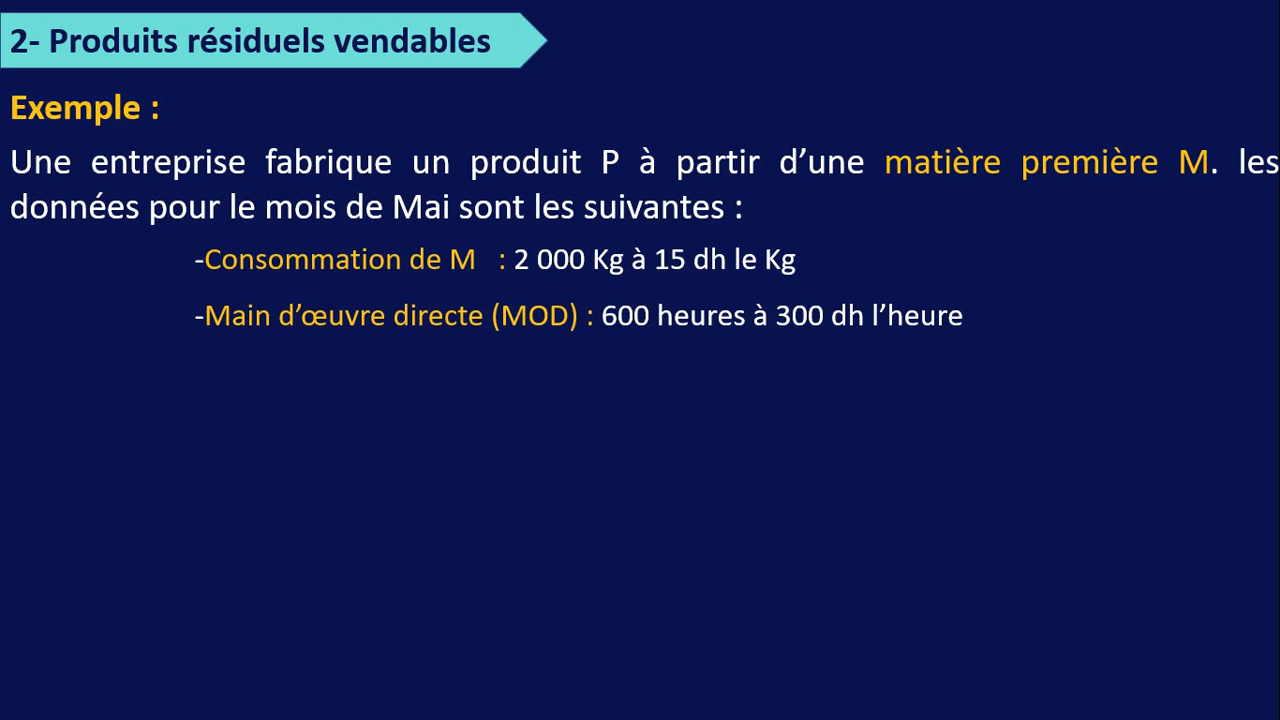 2- Produits résiduels vendables
Exemple :
Une entreprise fabrique un produit P à partir d’une matière première M. les
données pour le mois de Mai sont les suivantes :
-Consommation de M : 2 000 Kg à 15 dh le Kg
-Main d’œuvre directe (MOD) : 600 heures à 300 dh l’heure